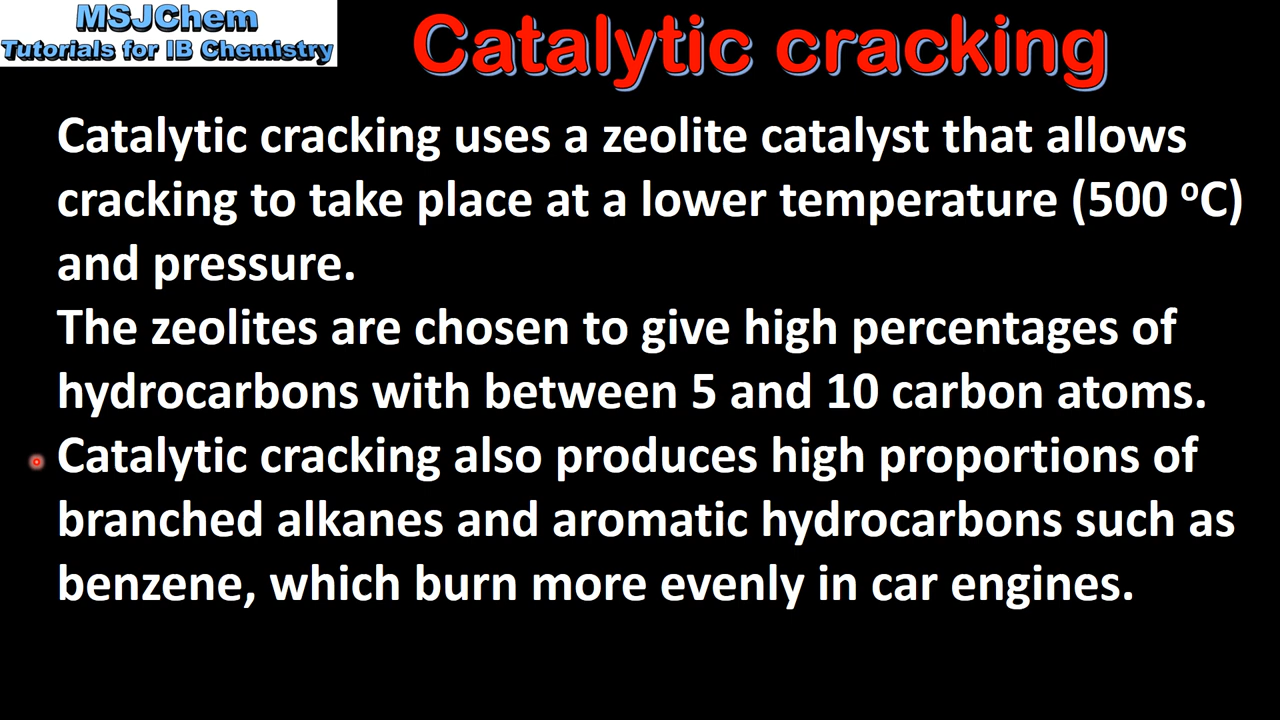 MSJChem
Tutorials for IB Chemistry
Catalytic cracking
Catalytic cracking uses a zeolite catalyst that allows
cracking to take place at a lower temperature (500 ºC)
and pressure.
The zeolites are chosen to give high percentages of
hydrocarbons with between 5 and 10 carbon atoms.
Catalytic cracking also produces high proportions of
branched alkanes and aromatic hydrocarbons such as
benzene, which burn more evenly in car engines.